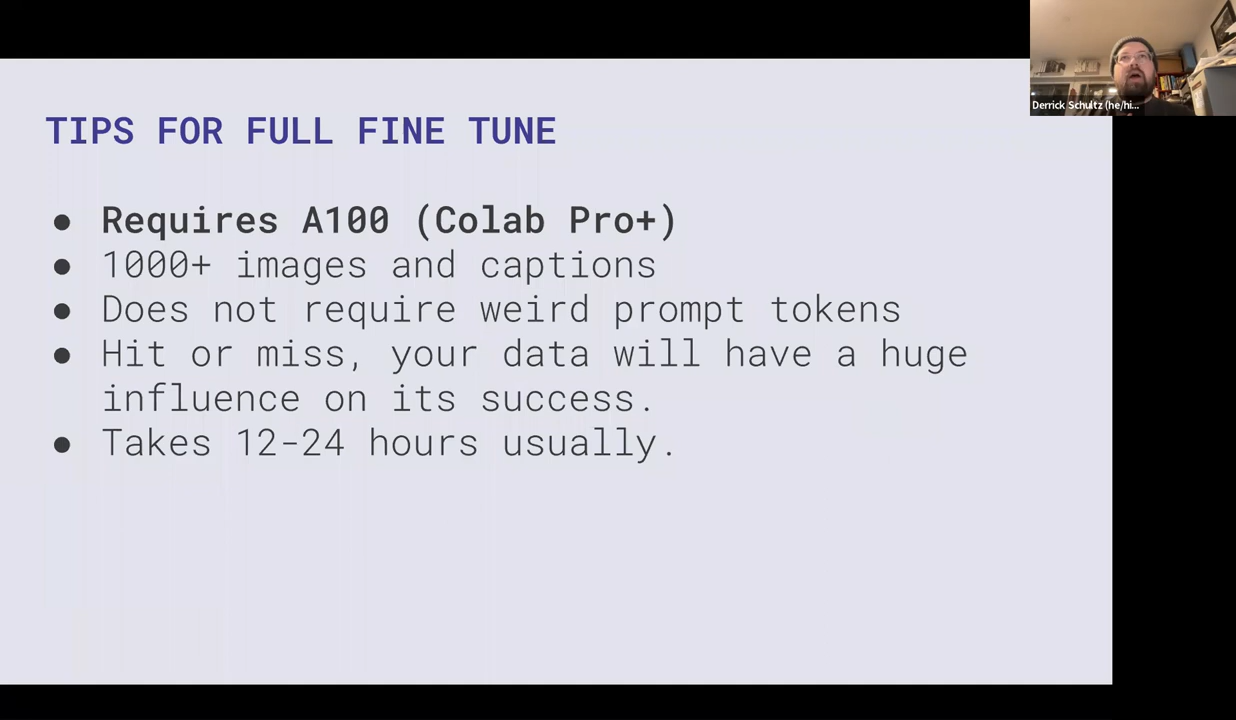 TIPS FOR FULL FINE TUNE
● Requires A100 (Colab Pro+)
● 1000+ images and captions
● Does not require weird prompt tokens
● Hit or miss, your data will have a huge
influence on its success.
● Takes 12-24 hours usually.
Derrick Schultz (he/hi...